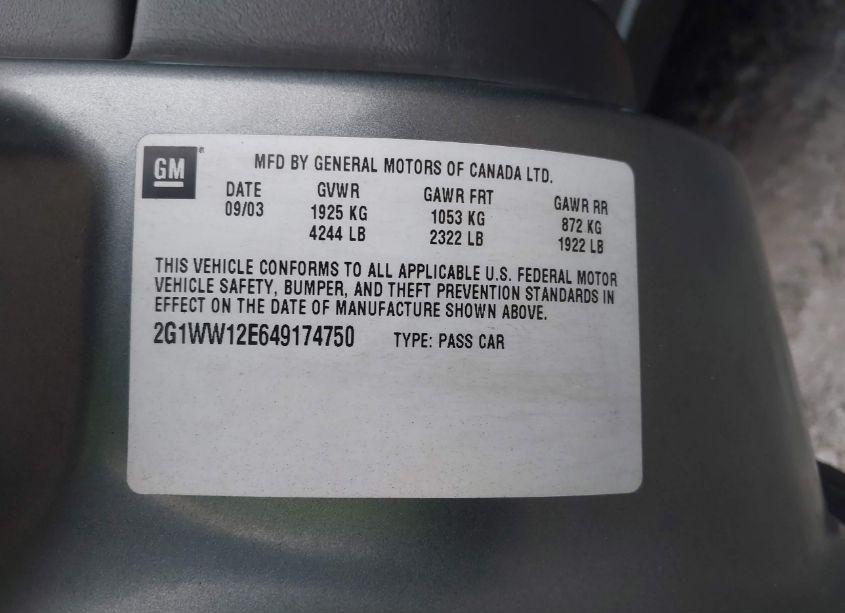 GM
MFD BY GENERAL MOTORS OF CANADA LTD.
DATE GVWR GAWR FRT GAWR RR
09/03 1925 KG 1053 KG 872 KG
4244 LB 2322 LB 1922 LB
THIS VEHICLE CONFORMS TO ALL APPLICABLE U.S. FEDERAL MOTOR
VEHICLE SAFETY, BUMPER, AND THEFT PREVENTION STANDARDS IN
EFFECT ON THE DATE OF MANUFACTURE SHOWN ABOVE.
2G1WW12E649174750 TYPE: PASS CAR